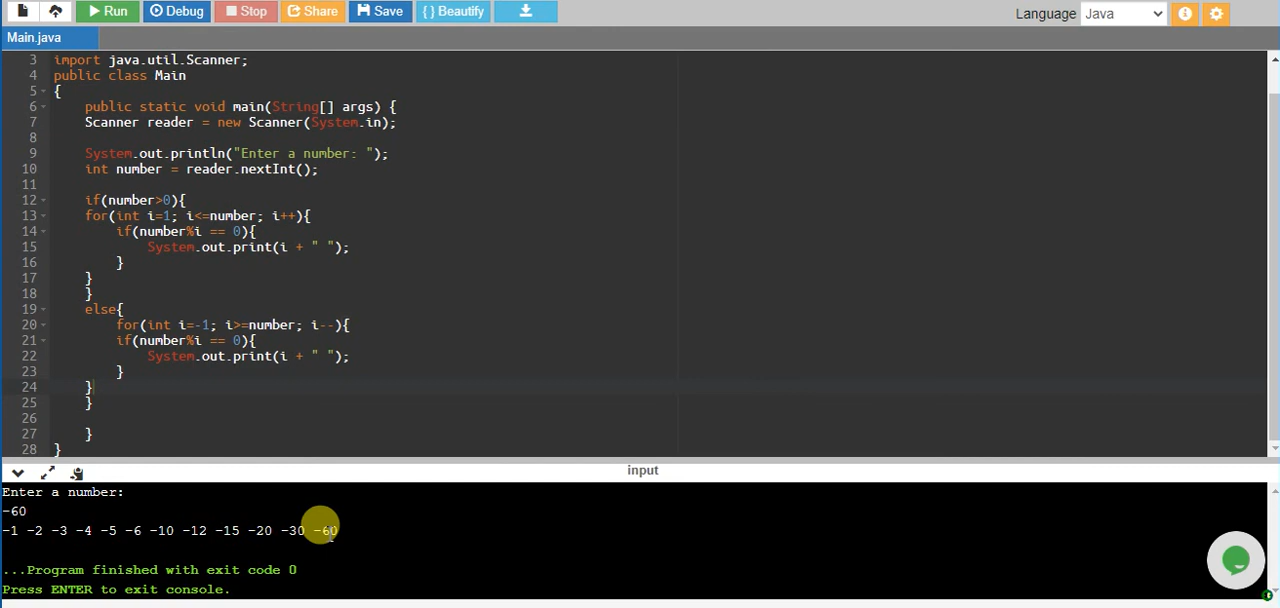 Run Debug Stop Share Save { } Beautify Language Java
Main.java
3 import java.util.Scanner;
4 public class Main
5 {
6 public static void main(String[] args) {
7 Scanner reader = new Scanner(System.in);
8
9 System.out.println("Enter a number: ");
10 int number = reader.nextInt();
11
12 if(number>0){
13 for(int i=1; i<=number; i++){
14 if(number%i == 0){
15 System.out.print(i + " ");
16 }
17 }
18 }
19 else{
20 for(int i=-1; i>=number; i--){
21 if(number%i == 0){
22 System.out.print(i + " ");
23 }
24 }
25 }
26
27 }
28 }
input
Enter a number:
-60
-1 -2 -3 -4 -5 -6 -10 -12 -15 -20 -30 -60
...Program finished with exit code 0
Press ENTER to exit console.